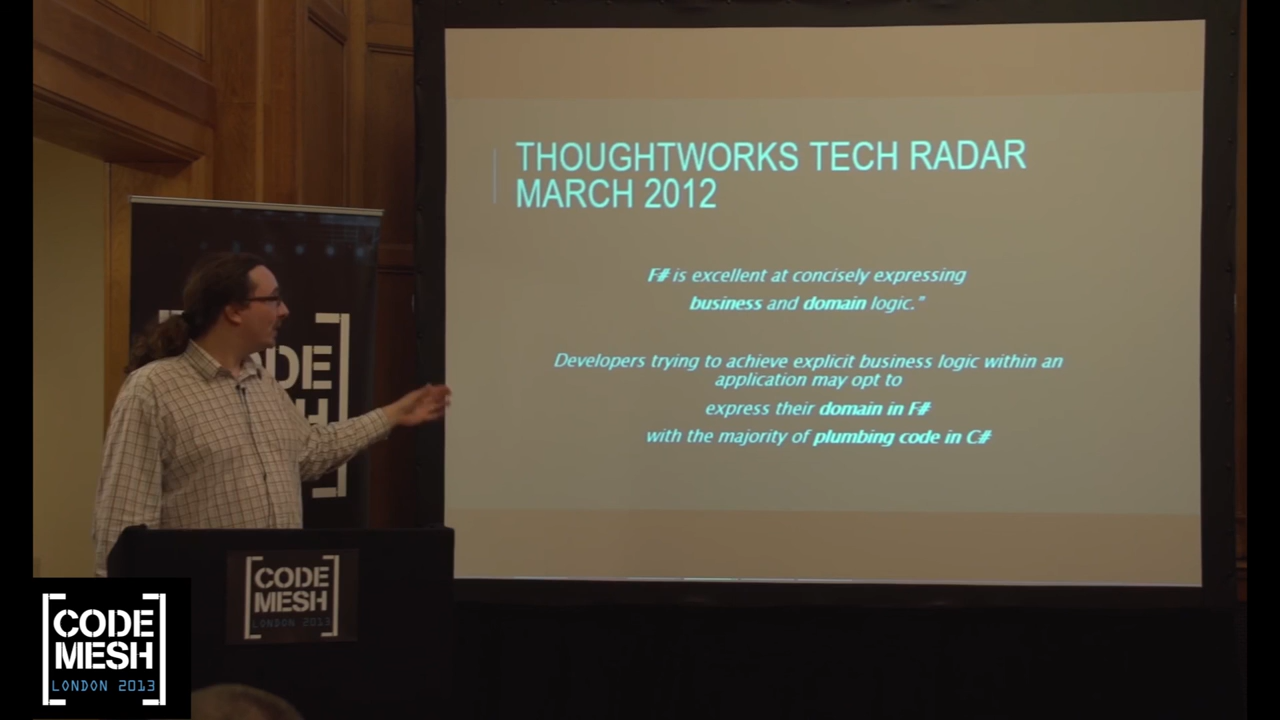 THOUGHTWORKS TECH RADAR
MARCH 2012
F# is excellent at concisely expressing
business and domain logic.”
Developers trying to achieve explicit business logic within an
application may opt to
express their domain in F#
with the majority of plumbing code in C#
CODE
MESH
LONDON 2013
CODE
MESH
LONDON 2013